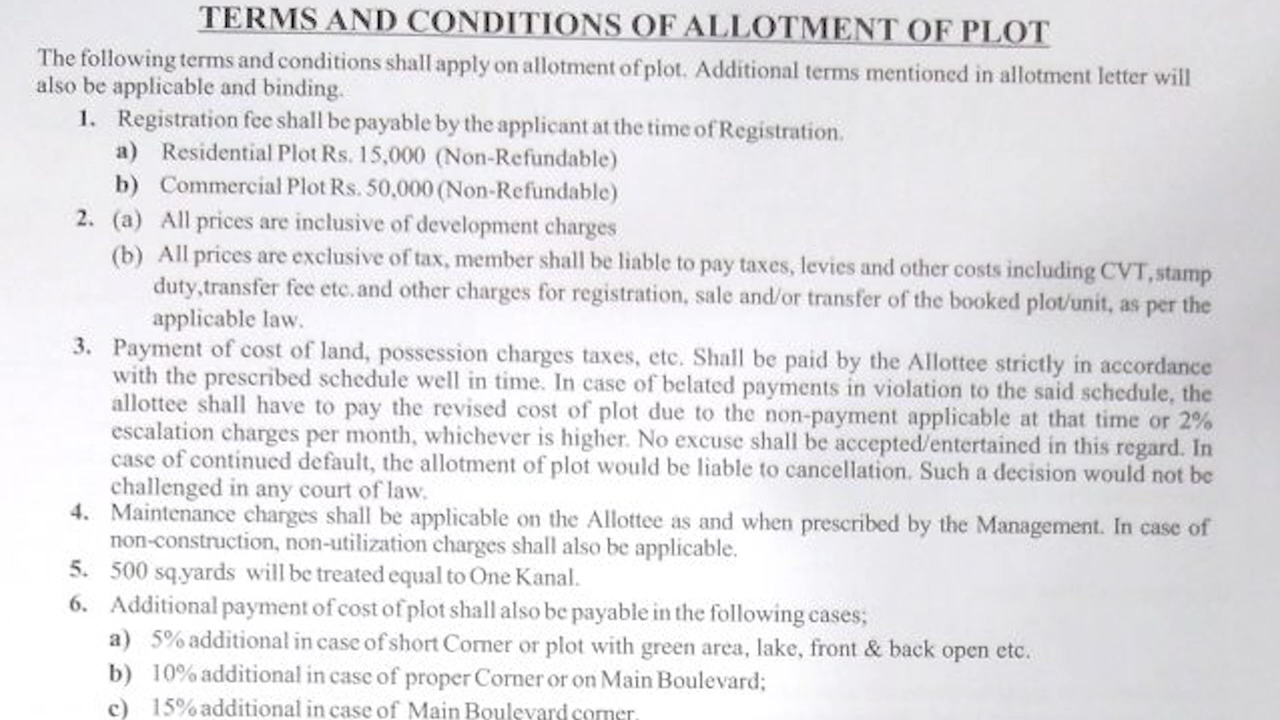 TERMS AND CONDITIONS OF ALLOTMENT OF PLOT
The following terms and conditions shall apply on allotment of plot. Additional terms mentioned in allotment letter will
also be applicable and binding.
1. Registration fee shall be payable by the applicant at the time of Registration.
a) Residential Plot Rs. 15,000 (Non-Refundable)
b) Commercial Plot Rs. 50,000 (Non-Refundable)
2. (a) All prices are inclusive of development charges
(b) All prices are exclusive of tax, member shall be liable to pay taxes, levies and other costs including CVT, stamp
duty,transfer fee etc. and other charges for registration, sale and/or transfer of the booked plot/unit, as per the
applicable law.
3. Payment of cost of land, possession charges taxes, etc. Shall be paid by the Allottee strictly in accordance
with the prescribed schedule well in time. In case of belated payments in violation to the said schedule, the
allottee shall have to pay the revised cost of plot due to the non-payment applicable at that time or 2%
escalation charges per month, whichever is higher. No excuse shall be accepted/entertained in this regard. In
case of continued default, the allotment of plot would be liable to cancellation. Such a decision would not be
challenged in any court of law.
4. Maintenance charges shall be applicable on the Allottee as and when prescribed by the Management. In case of
non-construction, non-utilization charges shall also be applicable.
5. 500 sq.yards will be treated equal to One Kanal.
6. Additional payment of cost of plot shall also be payable in the following cases;
a) 5% additional in case of short Corner or plot with green area, lake, front & back open etc.
b) 10% additional in case of proper Corner or on Main Boulevard;
c) 15% additional in case of Main Boulevard corner.